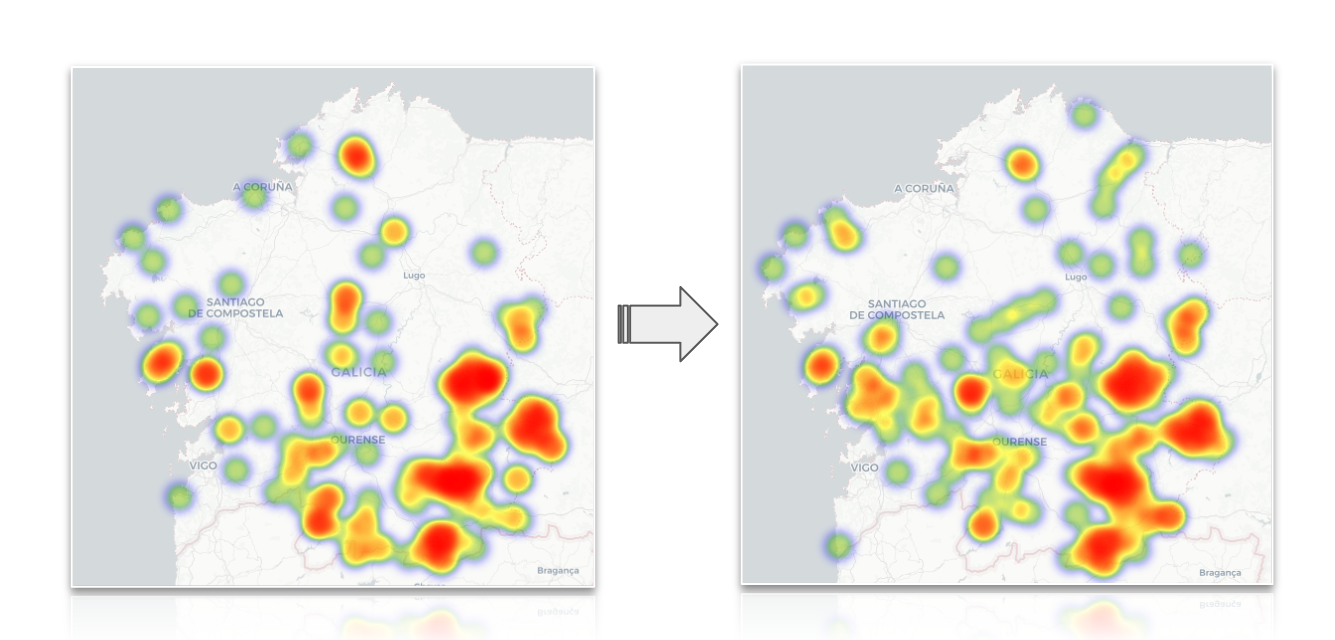 A CORUÑA
Lugo
SANTIAGO
DE COMPOSTELA
GALICIA
OURENSE
VIGO
Bragança
A CORUÑA
Lugo
SANTIAGO
DE COMPOSTELA
GALICIA
OURENSE
VIGO
Bragança